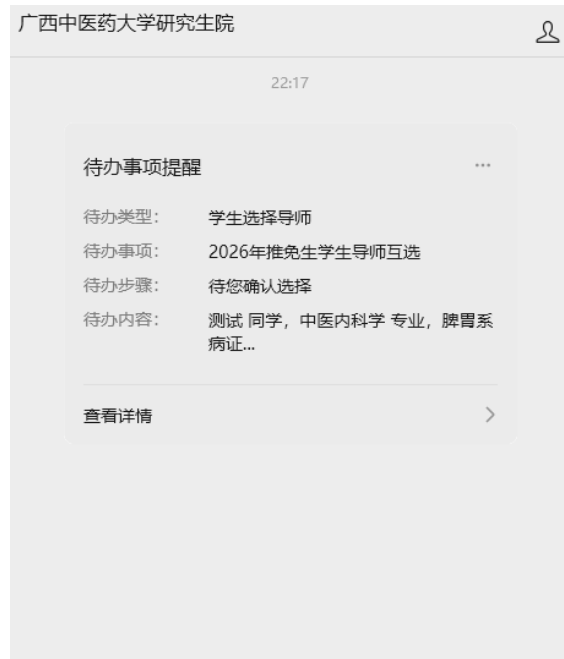 广西中医药大学研究生院
22:17
待办事项提醒
待办类型： 学生选择导师
待办事项： 2026年推免生学生导师互选
待办步骤： 待您确认选择
待办内容： 测试 同学，中医内科学 专业，脾胃系
病证...
查看详情